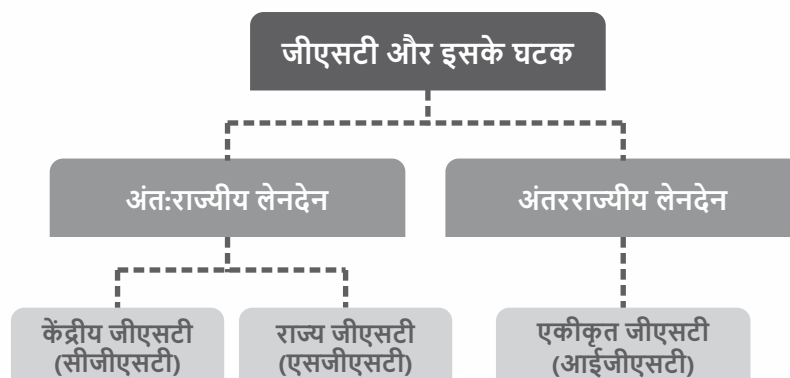 जीएसटी और इसके घटक
अंत:राज्यीय लेनदेन
अंतरराज्यीय लेनदेन
केंद्रीय जीएसटी
(सीजीएसटी)
राज्य जीएसटी
(एसजीएसटी)
एकीकृत जीएसटी
(आईजीएसटी)